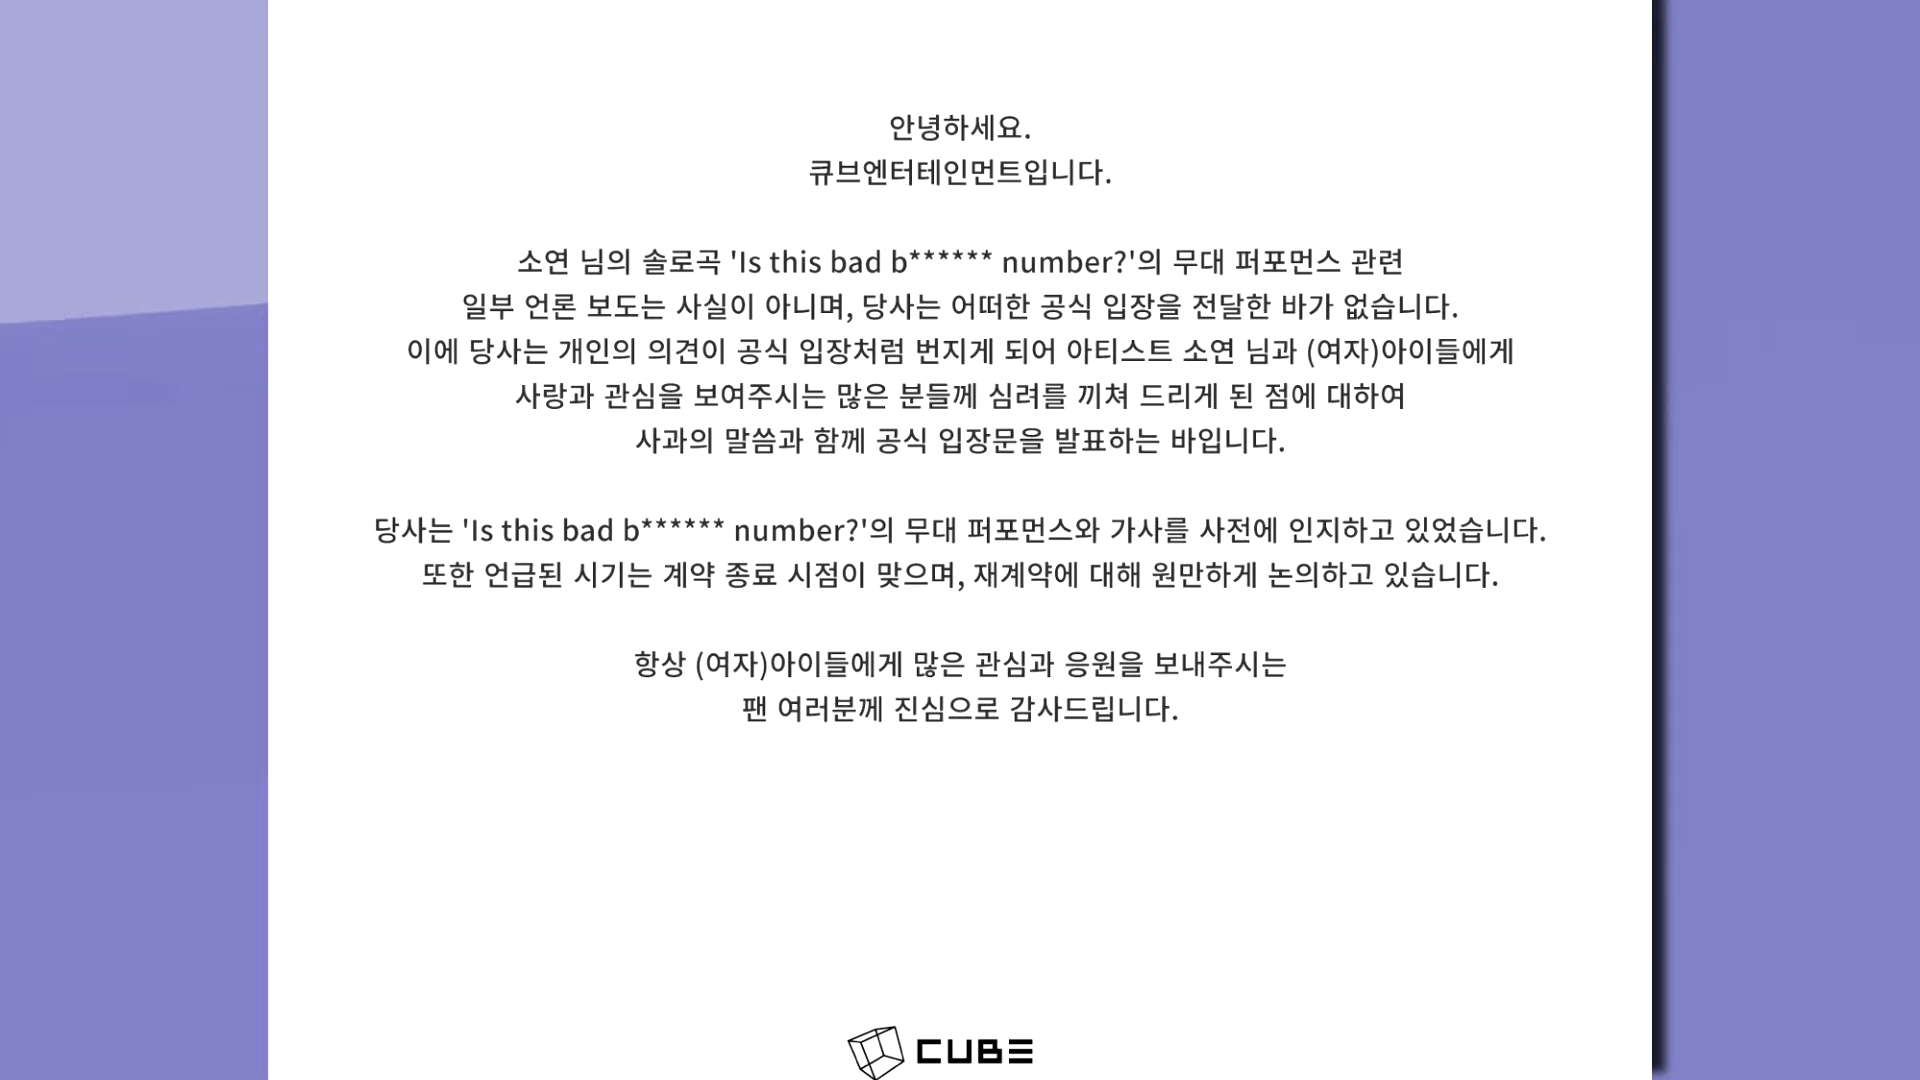 안녕하세요.
큐브엔터테인먼트입니다.
소연 님의 솔로곡 'Is this bad b****** number?'의 무대 퍼포먼스 관련
일부 언론 보도는 사실이 아니며, 당사는 어떠한 공식 입장을 전달한 바가 없습니다.
이에 당사는 개인의 의견이 공식 입장처럼 번지게 되어 아티스트 소연 님과 (여자)아이들에게
사랑과 관심을 보여주시는 많은 분들께 심려를 끼쳐 드리게 된 점에 대하여
사과의 말씀과 함께 공식 입장문을 발표하는 바입니다.
당사는 'Is this bad b****** number?'의 무대 퍼포먼스와 가사를 사전에 인지하고 있었습니다.
또한 언급된 시기는 계약 종료 시점이 맞으며, 재계약에 대해 원만하게 논의하고 있습니다.
항상 (여자)아이들에게 많은 관심과 응원을 보내주시는
팬 여러분께 진심으로 감사드립니다.
CUBE